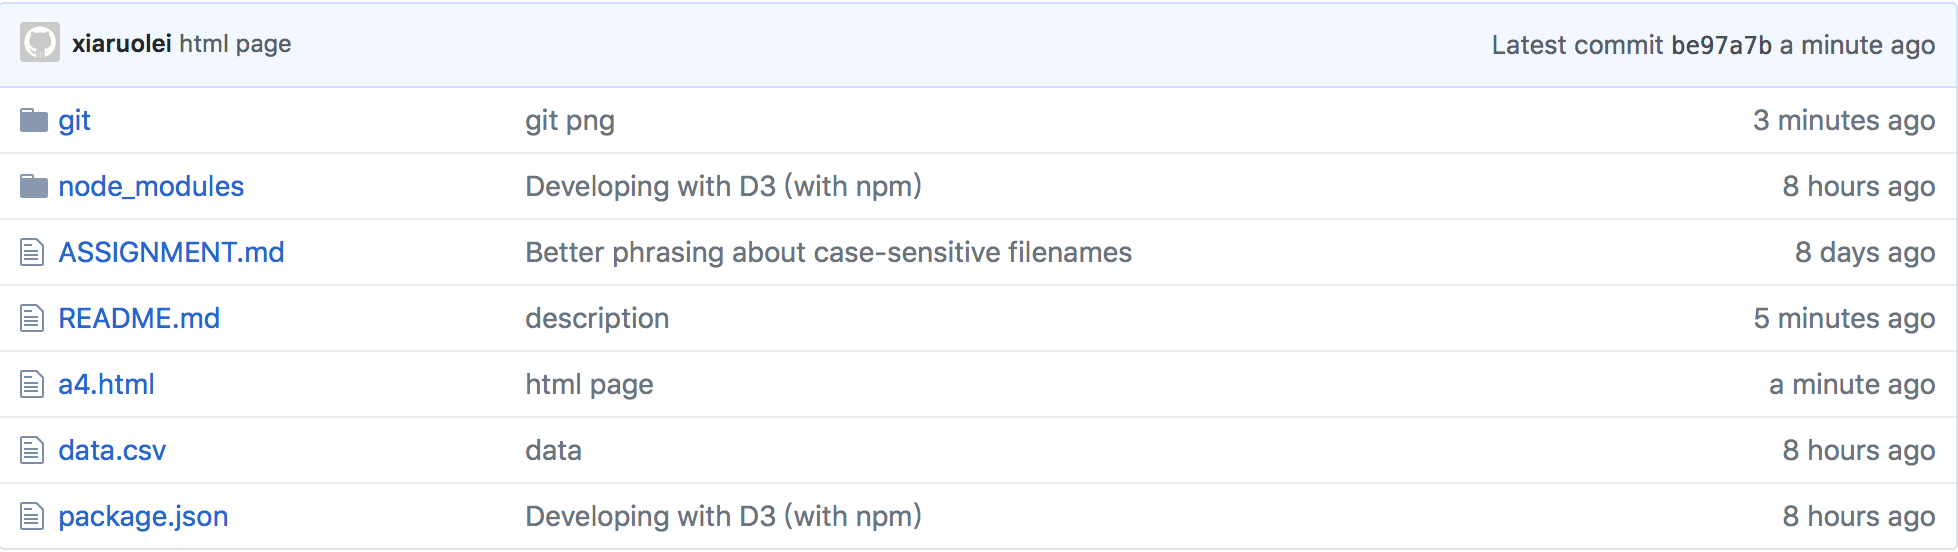 xiaruolei html page Latest commit be97a7b a minute ago
git git png 3 minutes ago
node_modules Developing with D3 (with npm) 8 hours ago
ASSIGNMENT.md Better phrasing about case-sensitive filenames 8 days ago
README.md description 5 minutes ago
a4.html html page a minute ago
data.csv data 8 hours ago
package.json Developing with D3 (with npm) 8 hours ago